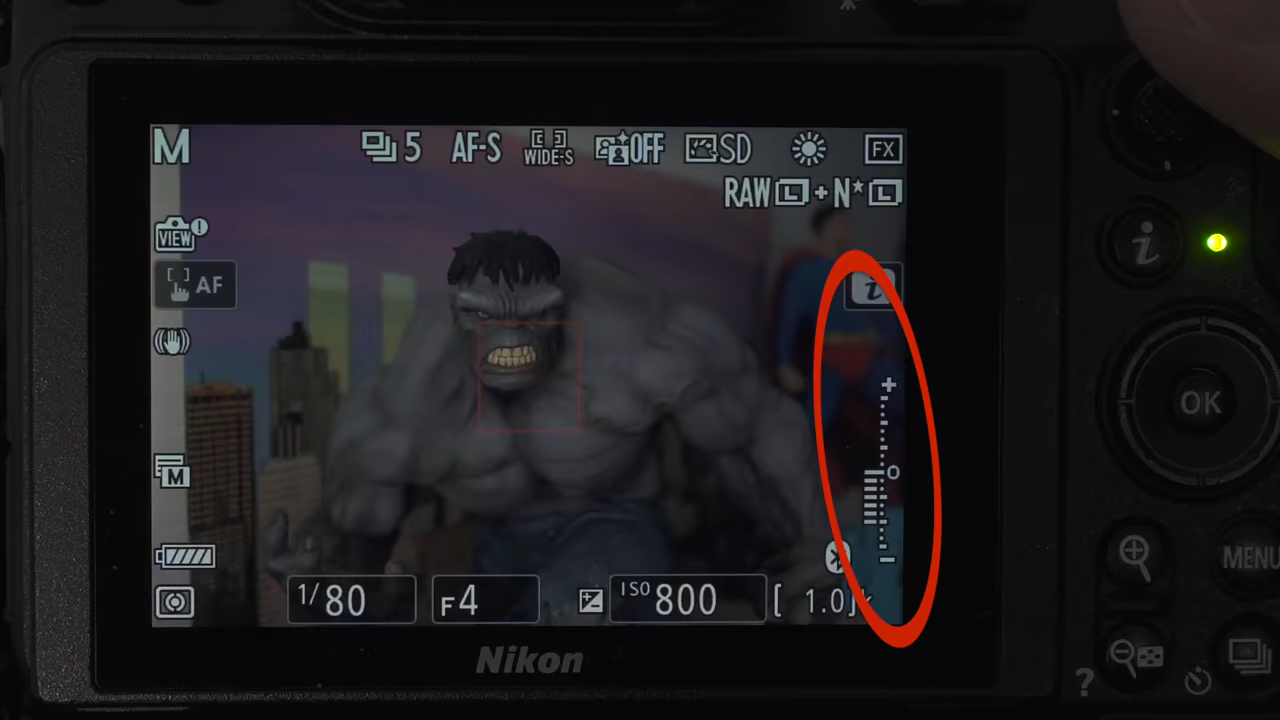 M 5 AF-S WIDE-S OFF SD FX
RAW L + N* L
VIEW !
i
AF
i
+
OK
o
M
-
MENU
1/80 F4 ISO 800 [ 1.0]k
Nikon
?